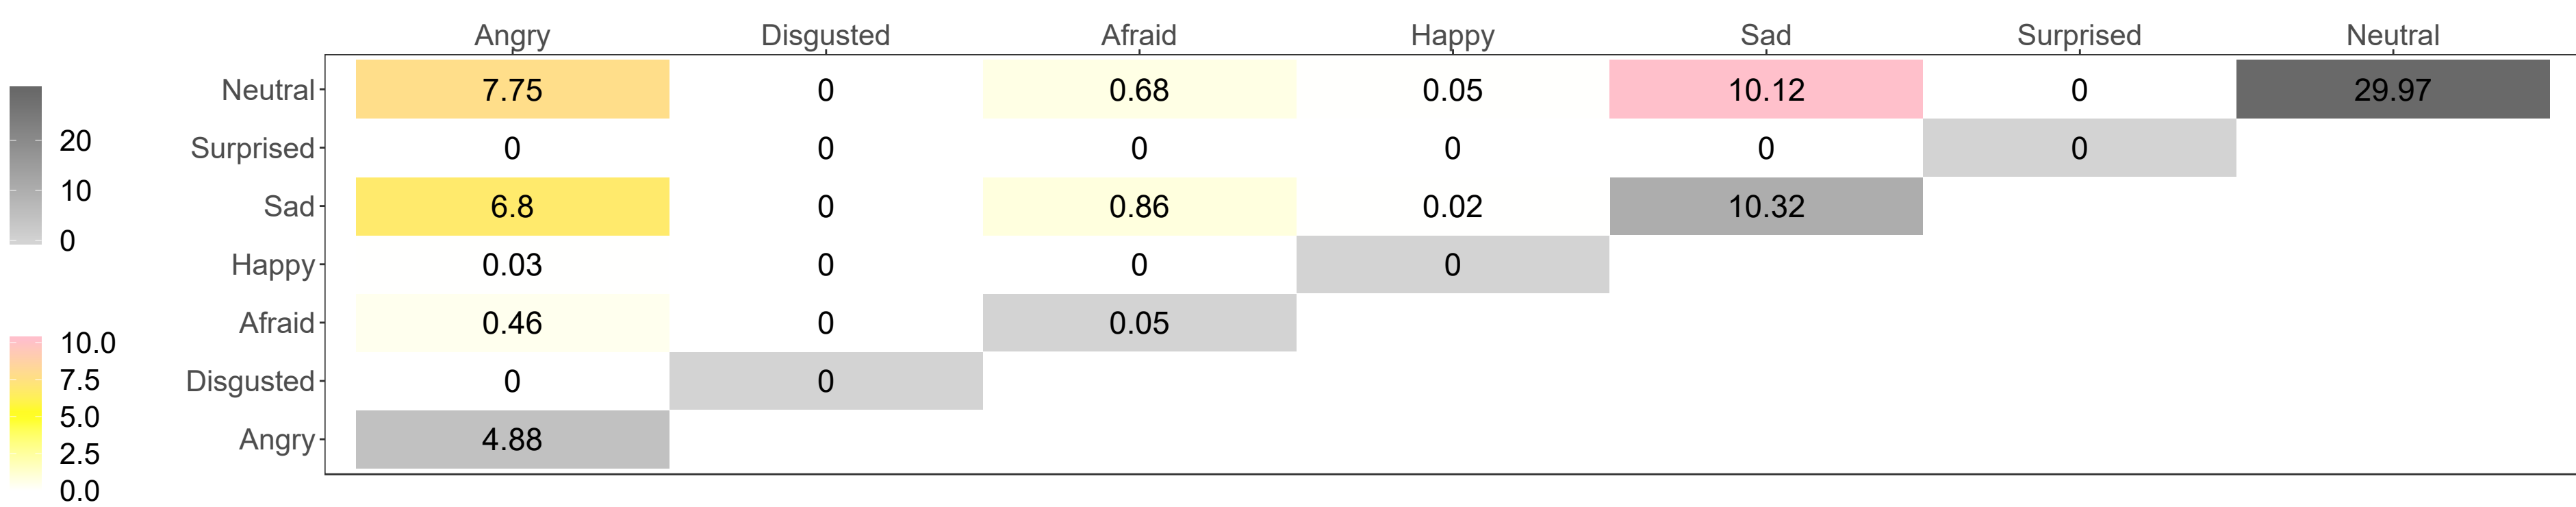 Angry Disgusted Afraid Happy Sad Surprised Neutral
Neutral 7.75 0 0.68 0.05 10.12 0 29.97
Surprised 0 0 0 0 0 0
Sad 6.8 0 0.86 0.02 10.32
Happy 0.03 0 0 0
Afraid 0.46 0 0.05
Disgusted 0 0
Angry 4.88
20
10
0
10.0
7.5
5.0
2.5
0.0